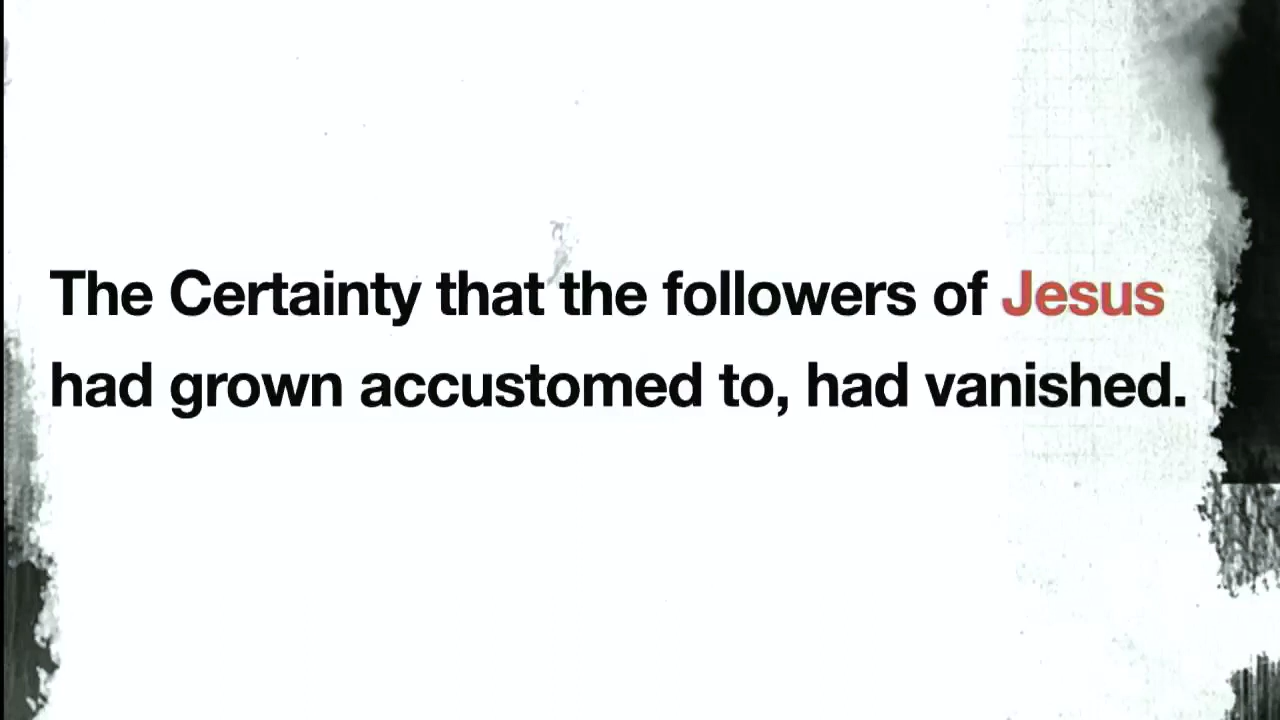 The Certainty that the followers of Jesus
had grown accustomed to, had vanished.